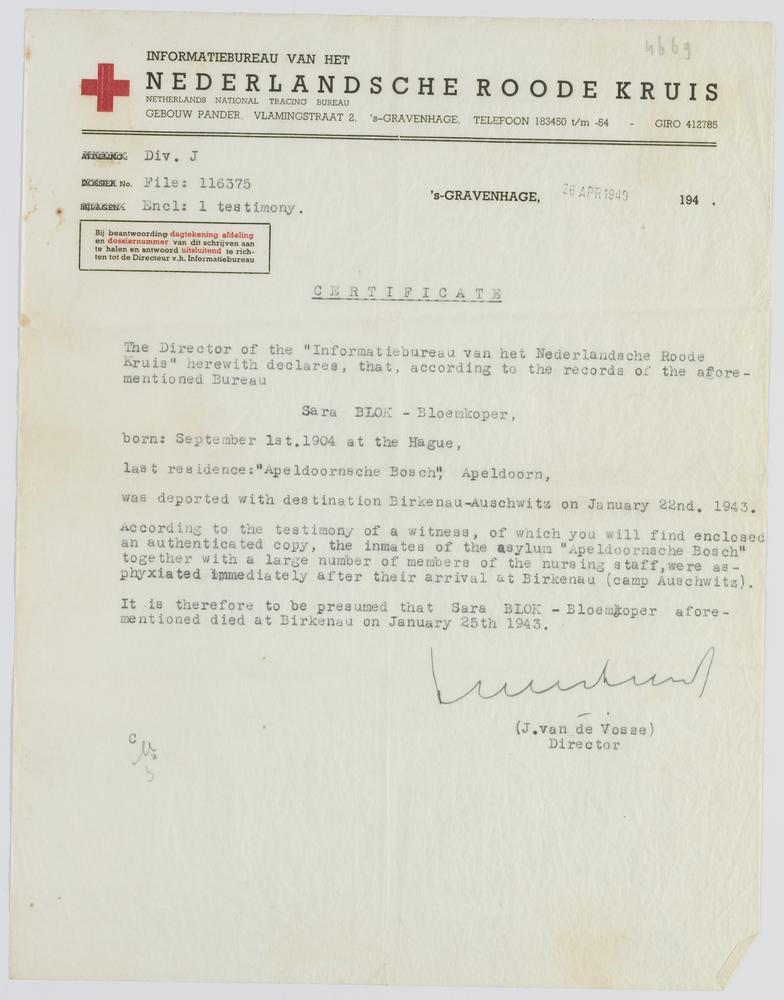 4669
INFORMATIEBUREAU VAN HET
NEDERLANDSCHE ROODE KRUIS
NETHERLANDS NATIONAL TRACING BUREAU
GEBOUW PANDER, VLAMINGSTRAAT 2, 's-GRAVENHAGE, TELEFOON 183450 t/m -54 - GIRO 412785
AFDELING: Div. J
DOSSIER No. File: 116375
BIJLAGEN: Encl: 1 testimony.
's-GRAVENHAGE, 26 APR 1949 194 .
Bij beantwoording dagtekening afdeling
en dossiernummer van dit schrijven aan
te halen en antwoord uitsluitend te rich-
ten tot de Directeur v.h. Informatiebureau
CERTIFICATE
The Director of the "Informatiebureau van het Nederlandsche Roode
Kruis" herewith declares, that, according to the records of the afore-
mentioned Bureau
Sara BLOK - Bloemkoper,
born: September 1st.1904 at the Hague,
last residence:"Apeldoornsche Bosch", Apeldoorn,
was deported with destination Birkenau-Auschwitz on January 22nd. 1943.
According to the testimony of a witness, of which you will find enclosed
an authenticated copy, the inmates of the asylum "Apeldoornsche Bosch"
together with a large number of members of the nursing staff,were as-
phyxiated immediately after their arrival at Birkenau (camp Auschwitz).
It is therefore to be presumed that Sara BLOK - Bloemkoper afore-
mentioned died at Birkenau on January 25th 1943.
(J.van de Vosse)
Director